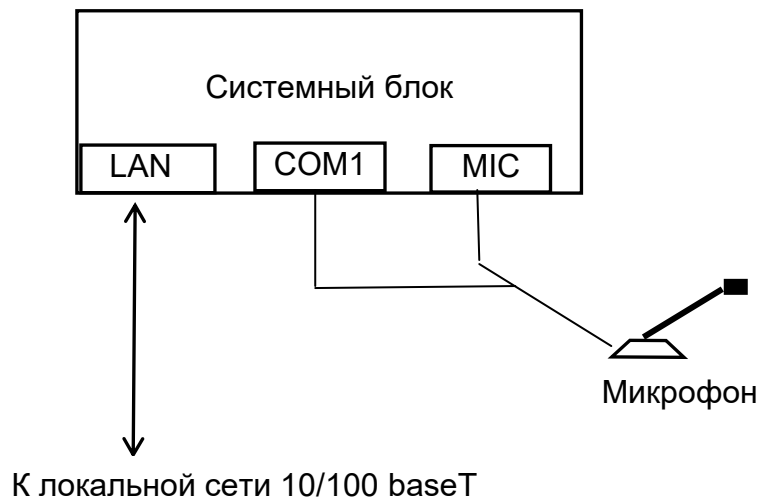 Системный блок
LAN
COM1
MIC
Микрофон
К локальной сети 10/100 baseT